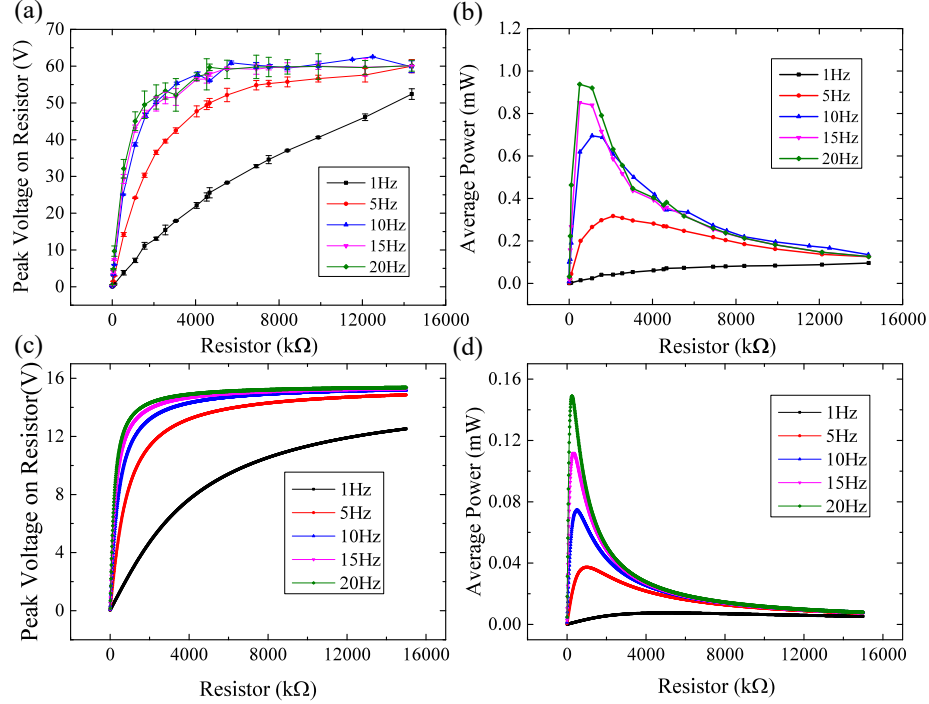 (a)
Peak Voltage on Resistor (V)
70
60
50
40
30
20
10
0
0
4000
8000
12000
16000
Resistor (kΩ)
1Hz
5Hz
10Hz
15Hz
20Hz
(b)
Average Power (mW)
1.2
1.0
0.8
0.6
0.4
0.2
0.0
0
4000
8000
12000
16000
Resistor (kΩ)
1Hz
5Hz
10Hz
15Hz
20Hz
(c)
Peak Voltage on Resistor(V)
16
12
8
4
0
0
4000
8000
12000
16000
Resistor (kΩ)
1Hz
5Hz
10Hz
15Hz
20Hz
(d)
Average Power (mW)
0.16
0.12
0.08
0.04
0.00
0
4000
8000
12000
16000
Resistor (kΩ)
1Hz
5Hz
10Hz
15Hz
20Hz